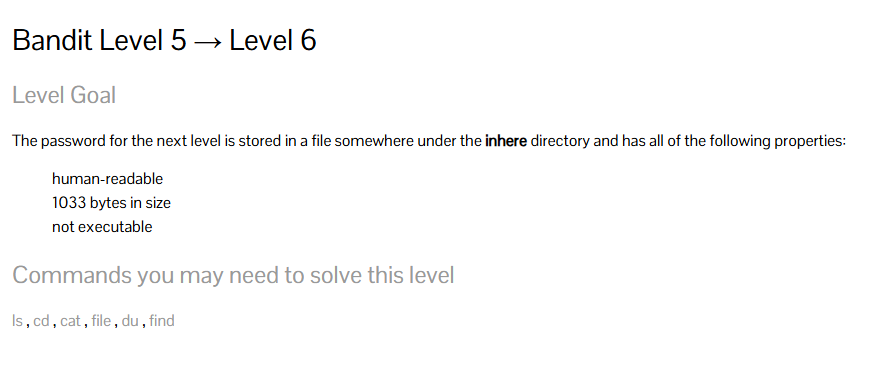 Bandit Level 5 → Level 6
Level Goal
The password for the next level is stored in a file somewhere under the inhere directory and has all of the following properties:
human-readable
1033 bytes in size
not executable
Commands you may need to solve this level
ls , cd , cat , file , du , find